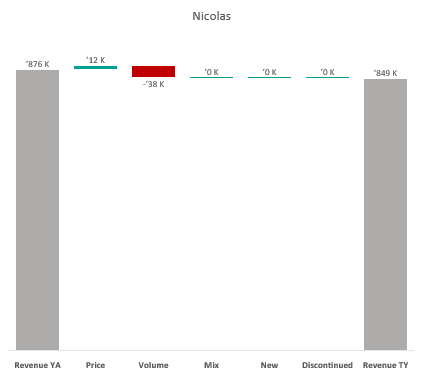 Nicolas
‘876 K
‘12 K
-‘38 K
‘0 K
‘0 K
‘0 K
‘849 K
Revenue YA
Price
Volume
Mix
New
Discontinued
Revenue TY